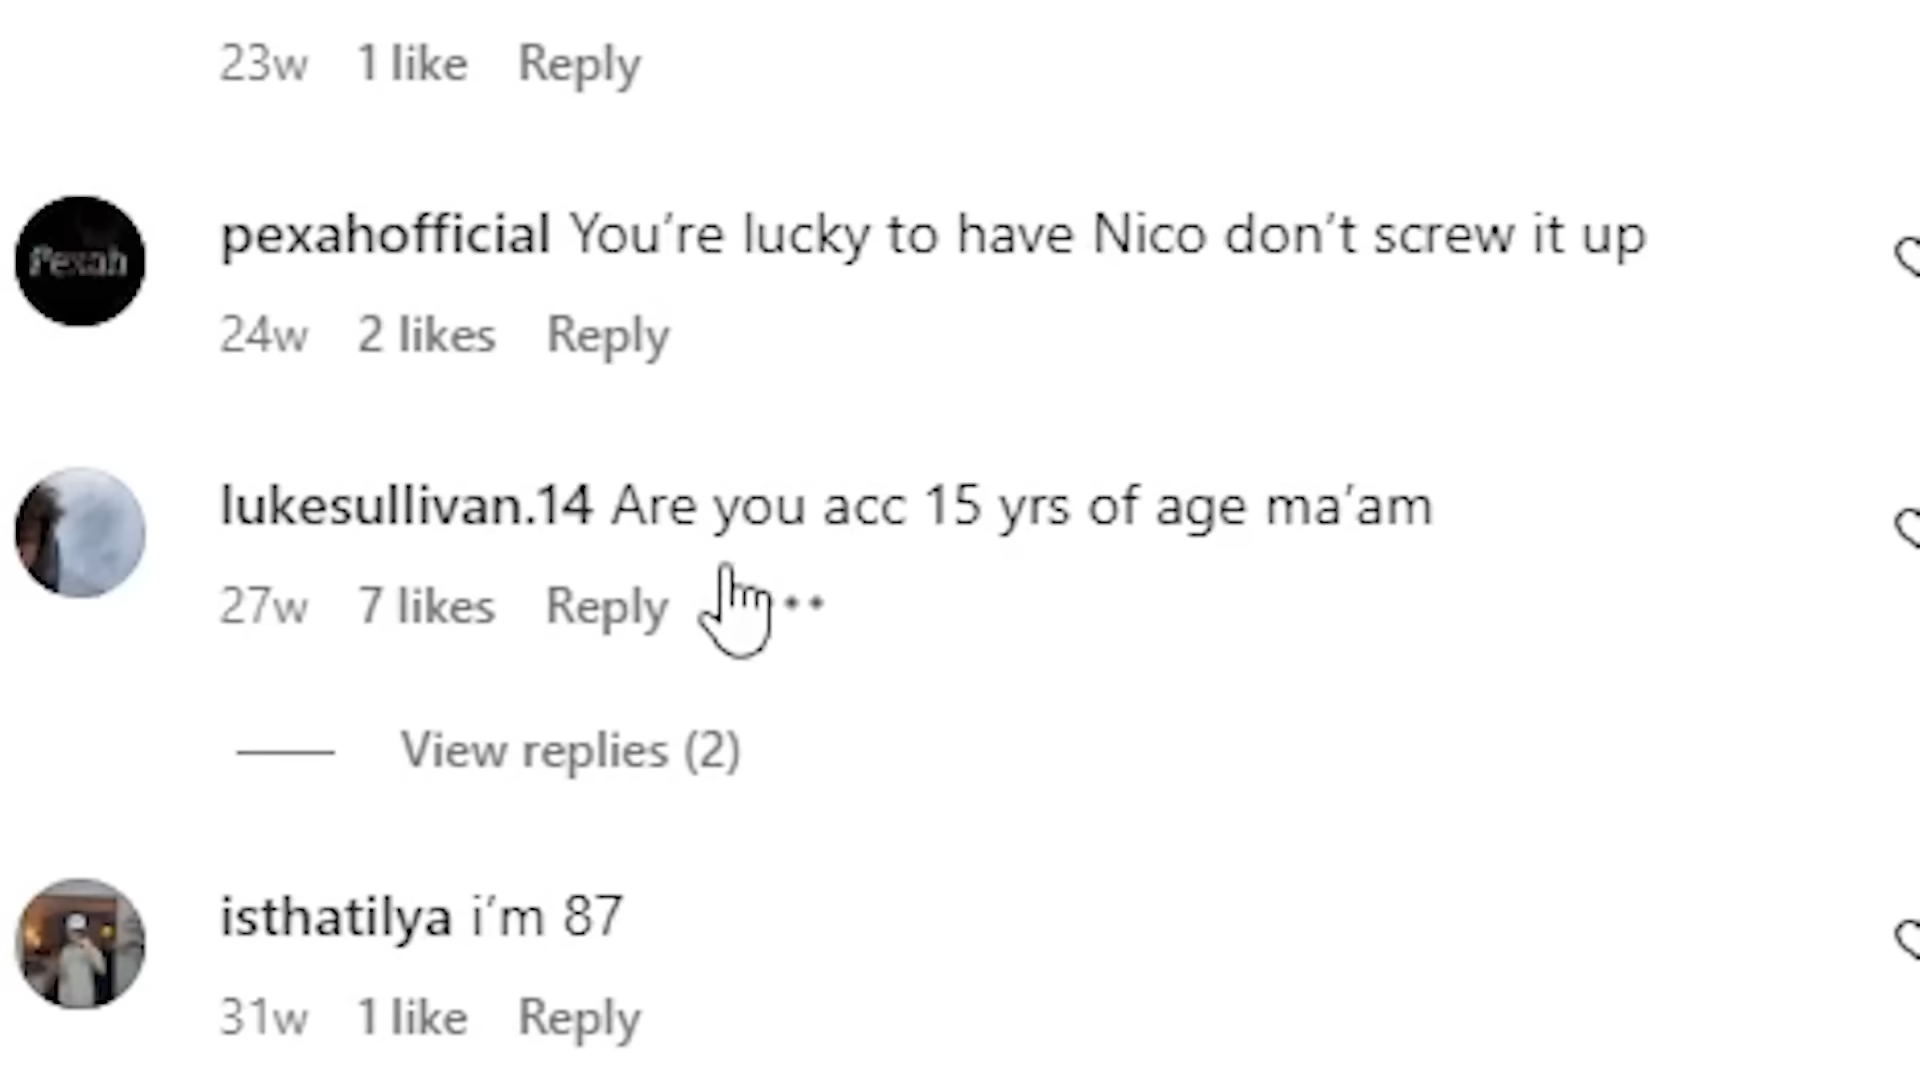 23w 1 like Reply
pexahofficial You're lucky to have Nico don't screw it up
Pexah
24w 2 likes Reply
lukesullivan.14 Are you acc 15 yrs of age ma'am
27w 7 likes Reply
View replies (2)
isthatilya i'm 87
31w 1 like Reply